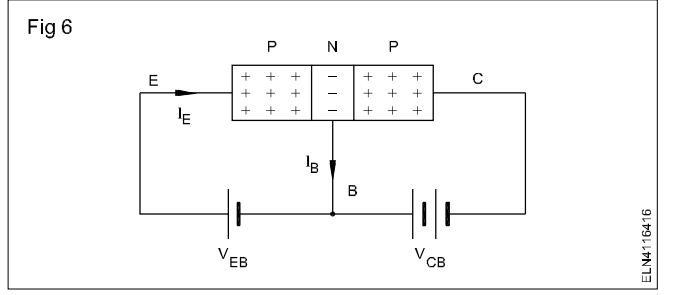 Fig 6
P N P
+ + + − + + +
+ + + − + + +
+ + + − + + +
E
C
I_E
I_B
B
V_EB
V_CB
ELN4116416